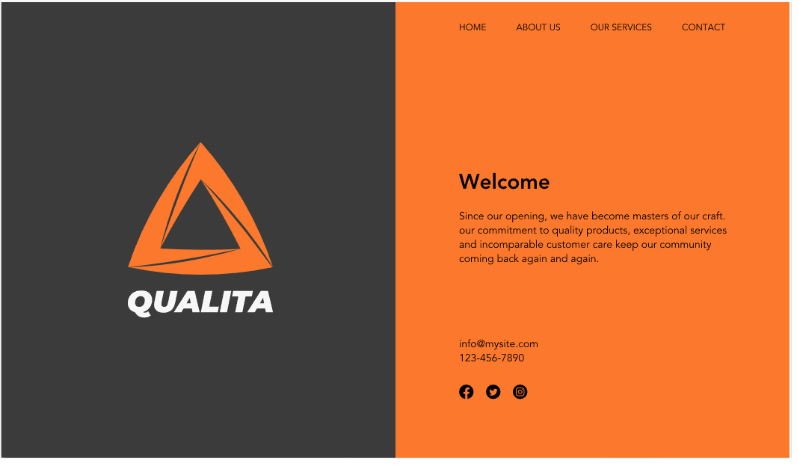 HOME ABOUT US OUR SERVICES CONTACT
QUALITA
Welcome
Since our opening, we have become masters of our craft.
our commitment to quality products, exceptional services
and incomparable customer care keep our community
coming back again and again.
info@mysite.com
123-456-7890